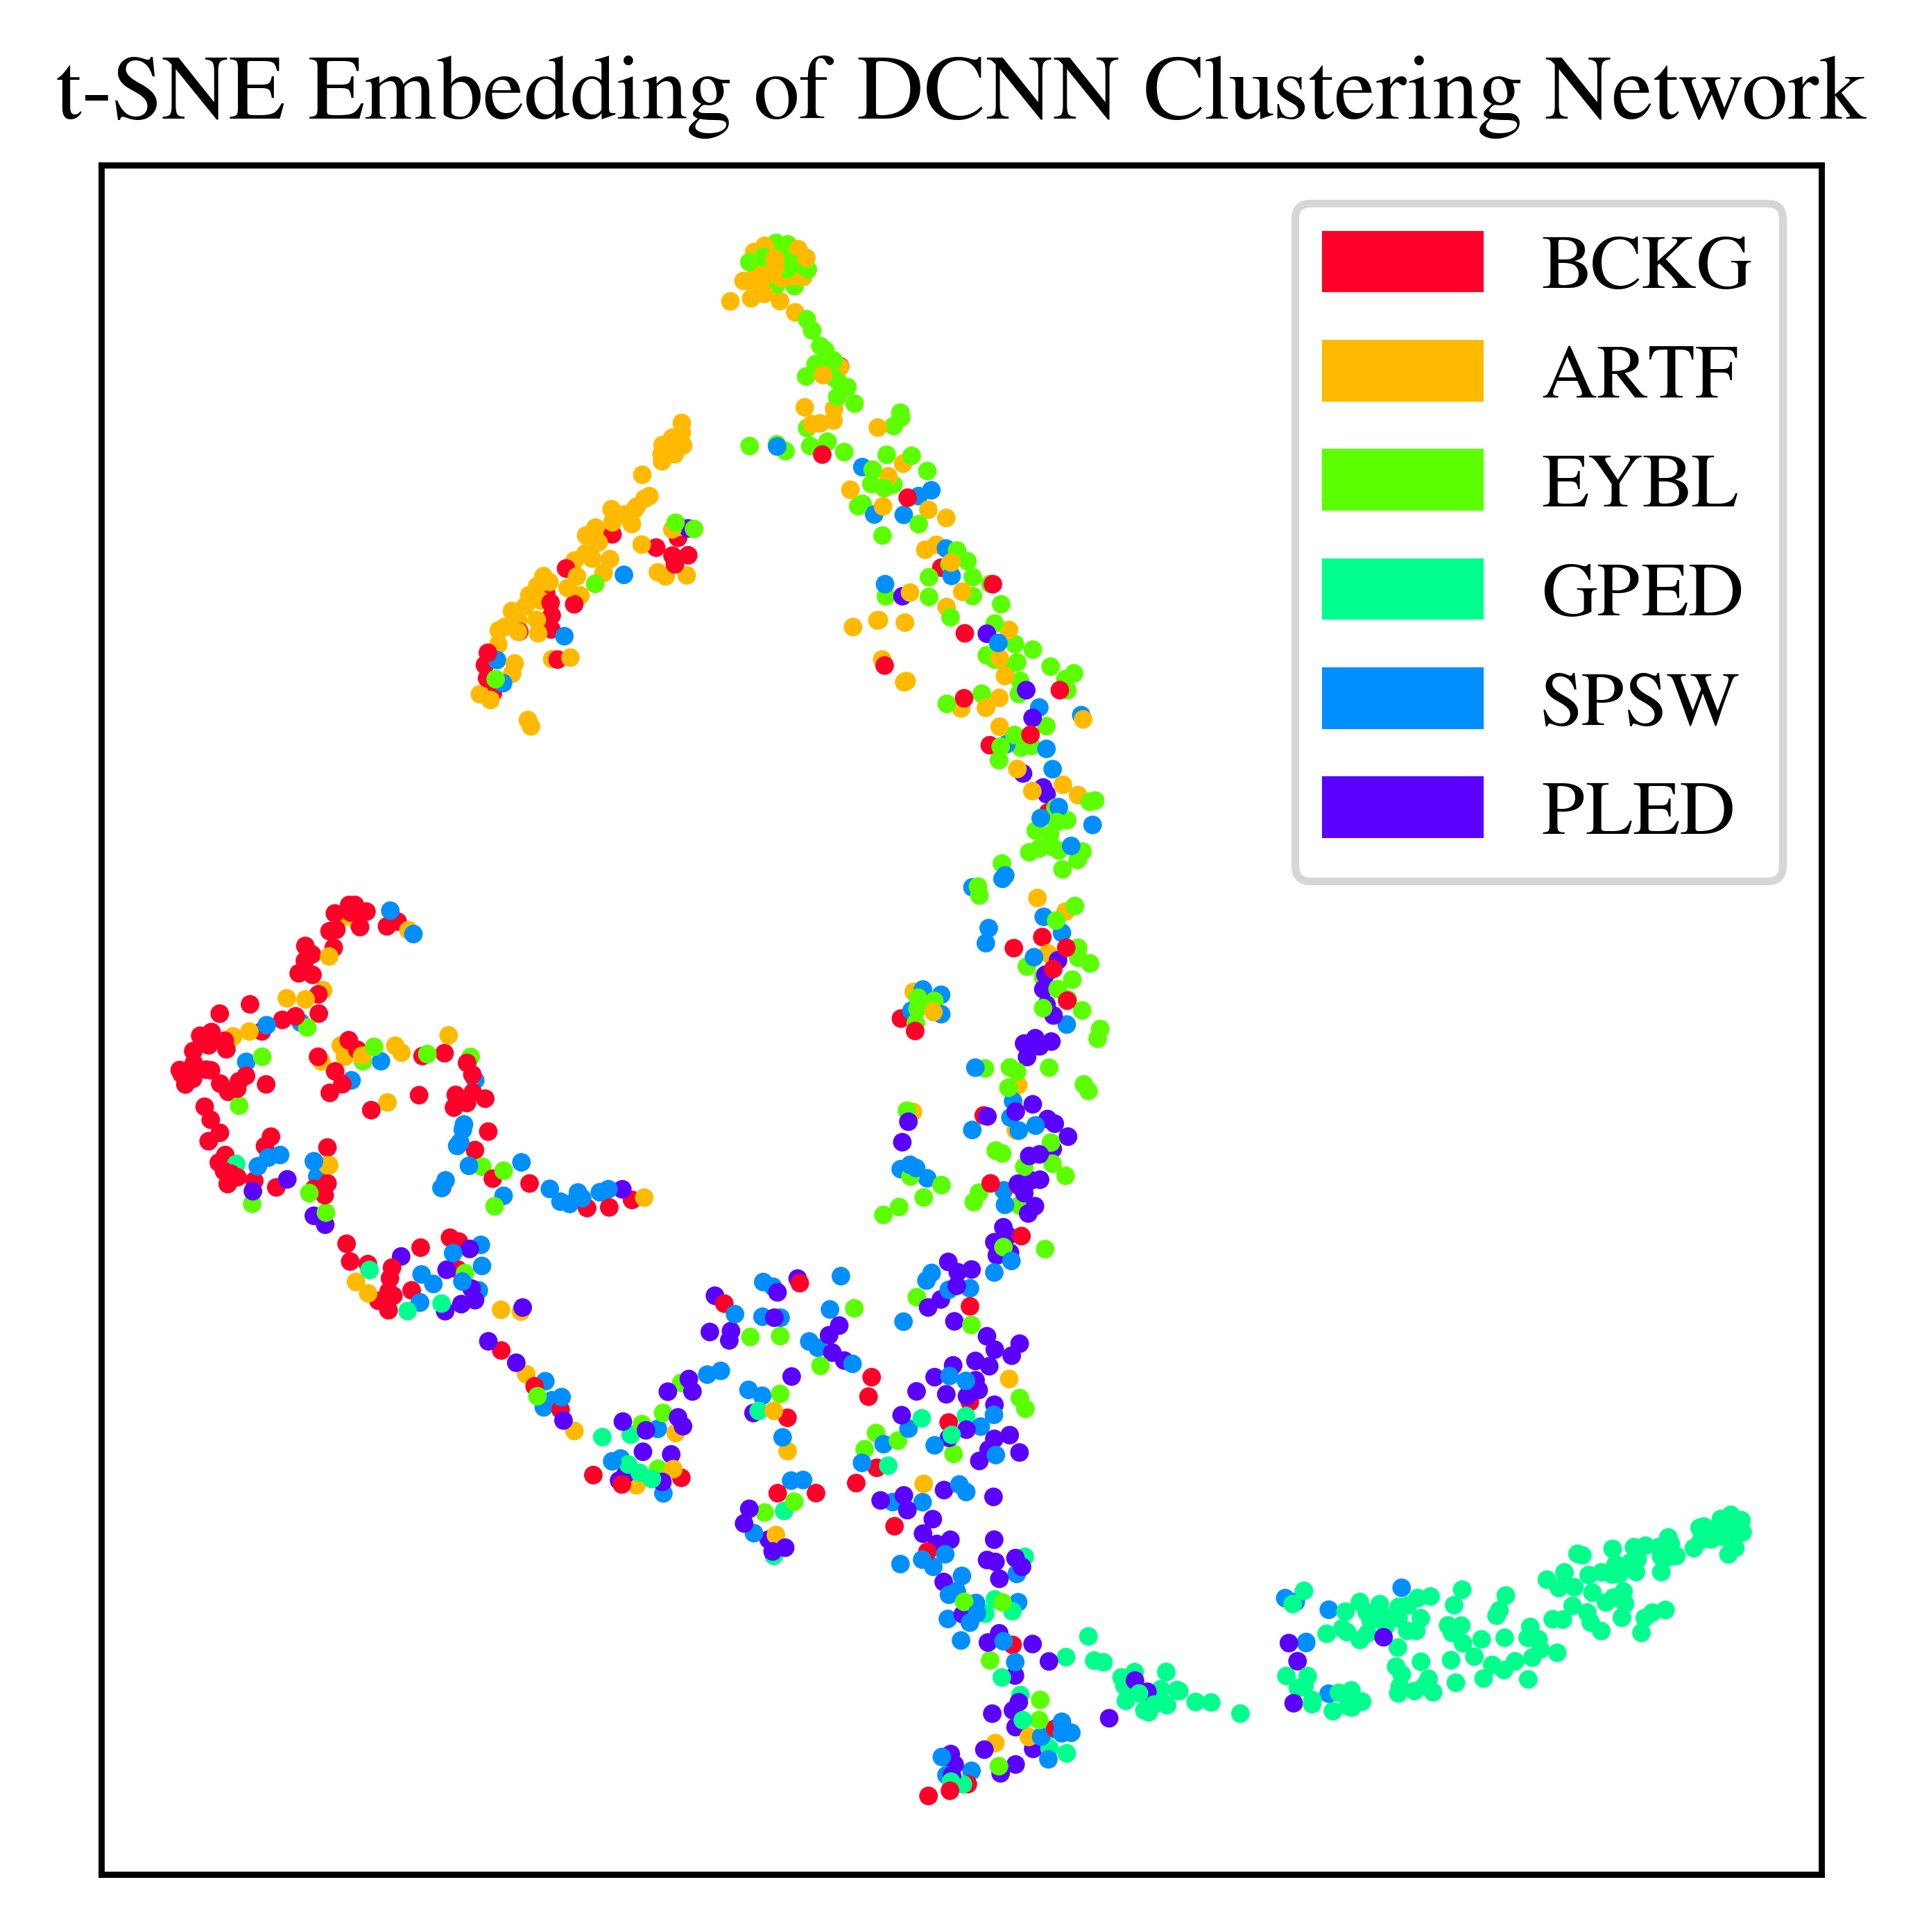 t-SNE Embedding of DCNN Clustering Network
BCKG
ARTF
EYBL
GPED
SPSW
PLED